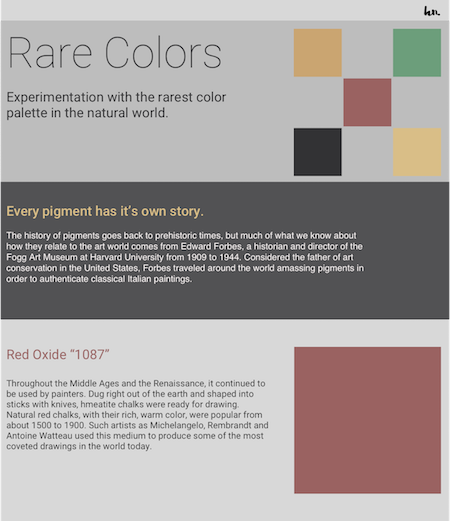 hn.
Rare Colors
Experimentation with the rarest color
palette in the natural world.
Every pigment has it's own story.
The history of pigments goes back to prehistoric times, but much of what we know about
how they relate to the art world comes from Edward Forbes, a historian and director of the
Fogg Art Museum at Harvard University from 1909 to 1944. Considered the father of art
conservation in the United States, Forbes traveled around the world amassing pigments in
order to authenticate classical Italian paintings.
Red Oxide "1087"
Throughout the Middle Ages and the Renaissance, it continued to
be used by painters. Dug right out of the earth and shaped into
sticks with knives, hmeatite chalks were ready for drawing.
Natural red chalks, with their rich, warm color, were popular from
about 1500 to 1900. Such artists as Michelangelo, Rembrandt and
Antoine Watteau used this medium to produce some of the most
coveted drawings in the world today.